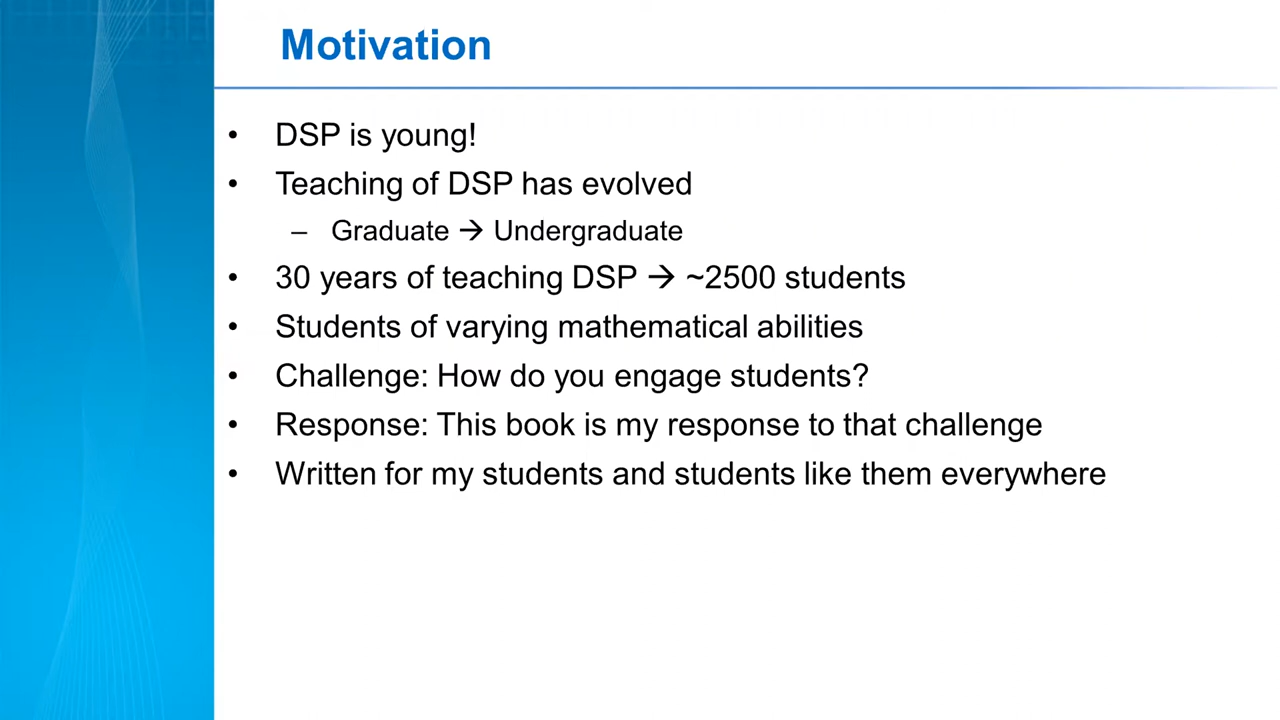 Motivation
• DSP is young!
• Teaching of DSP has evolved
– Graduate → Undergraduate
• 30 years of teaching DSP → ~2500 students
• Students of varying mathematical abilities
• Challenge: How do you engage students?
• Response: This book is my response to that challenge
• Written for my students and students like them everywhere